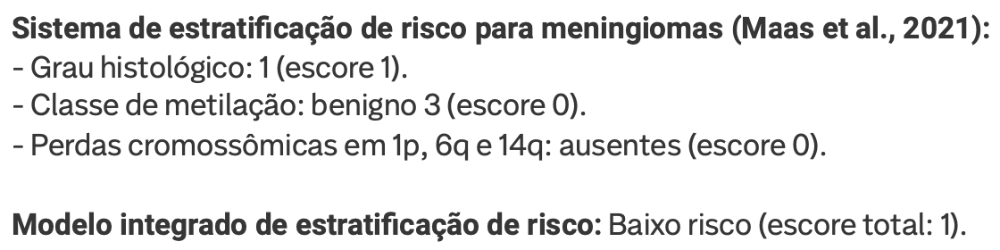 Sistema de estratificação de risco para meningiomas (Maas et al., 2021):
- Grau histológico: 1 (escore 1).
- Classe de metilação: benigno 3 (escore 0).
- Perdas cromossômicas em 1p, 6q e 14q: ausentes (escore 0).
Modelo integrado de estratificação de risco: Baixo risco (escore total: 1).